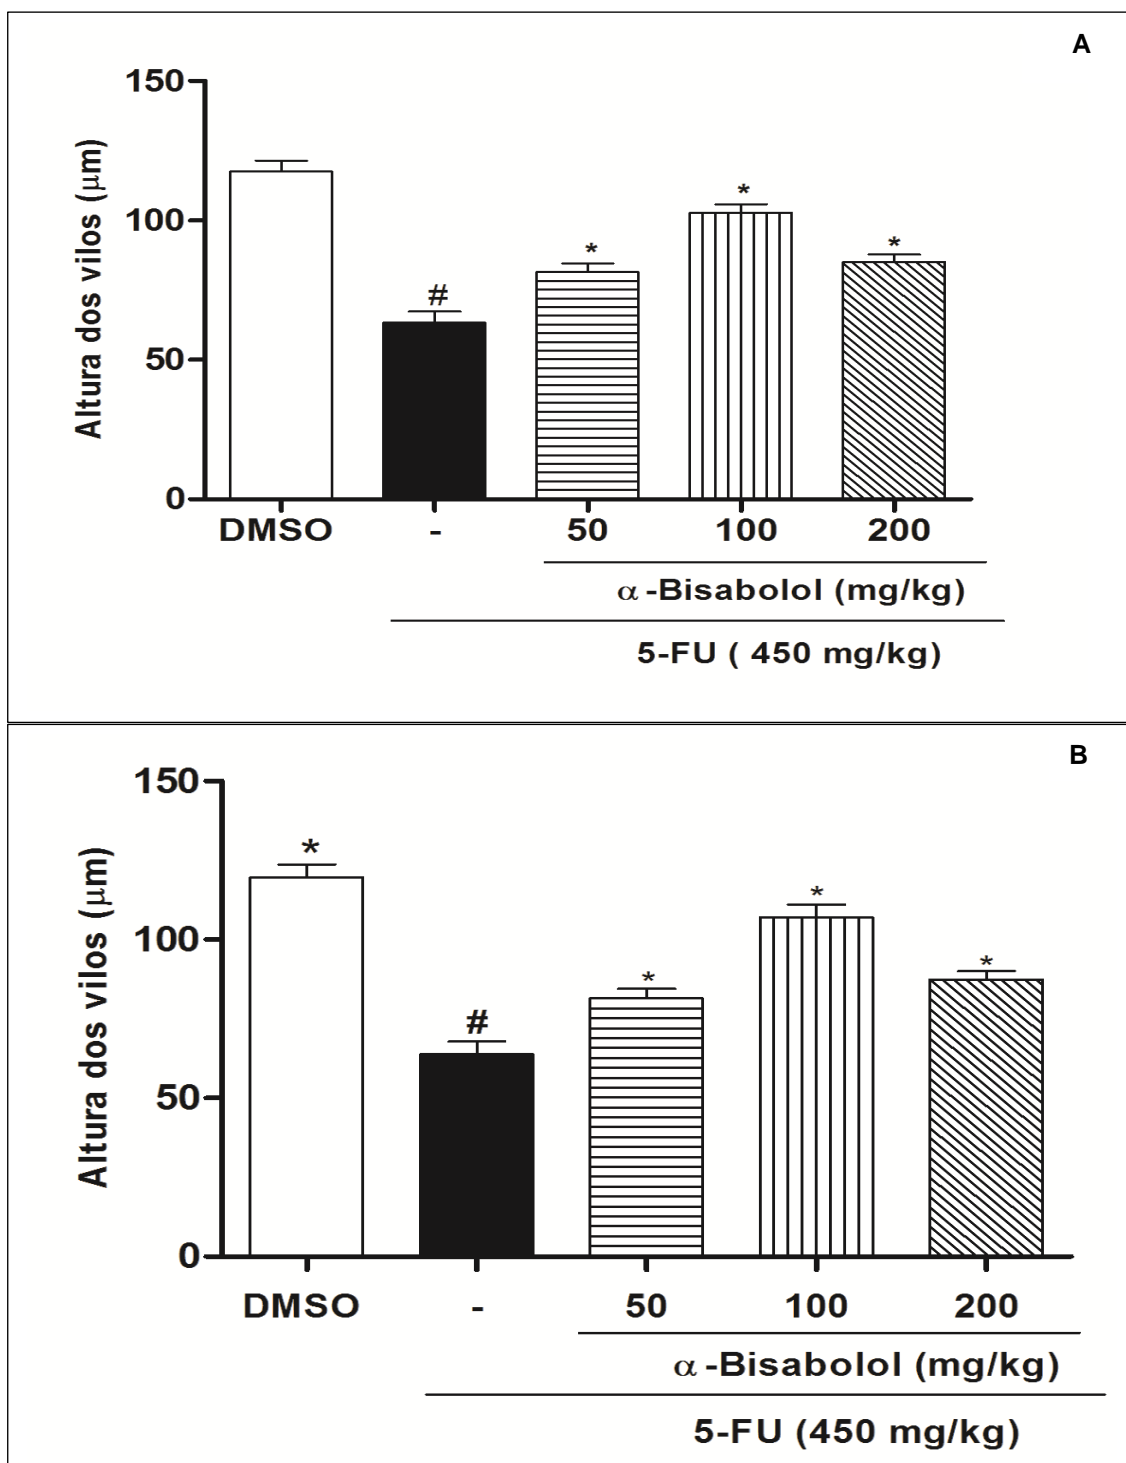 A
150
100
50
0
Altura dos vilos (μm)
#
*
*
*
DMSO - 50 100 200
α-Bisabolol (mg/kg)
5-FU ( 450 mg/kg)
B
150
100
50
0
Altura dos vilos (μm)
*
#
*
*
*
DMSO - 50 100 200
α-Bisabolol (mg/kg)
5-FU (450 mg/kg)